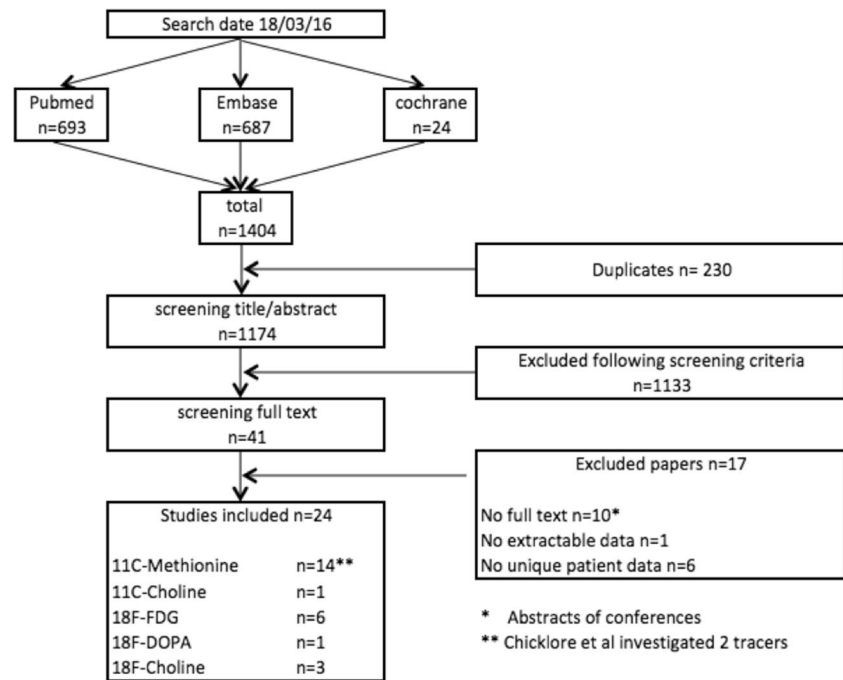 Search date 18/03/16
Pubmed
n=693
Embase
n=687
cochrane
n=24
total
n=1404
Duplicates n= 230
screening title/abstract
n=1174
Excluded following screening criteria
n=1133
screening full text
n=41
Excluded papers n=17
No full text n=10*
No extractable data n=1
No unique patient data n=6
Studies included n=24
11C-Methionine n=14**
11C-Choline n=1
18F-FDG n=6
18F-DOPA n=1
18F-Choline n=3
* Abstracts of conferences
** Chicklore et al investigated 2 tracers